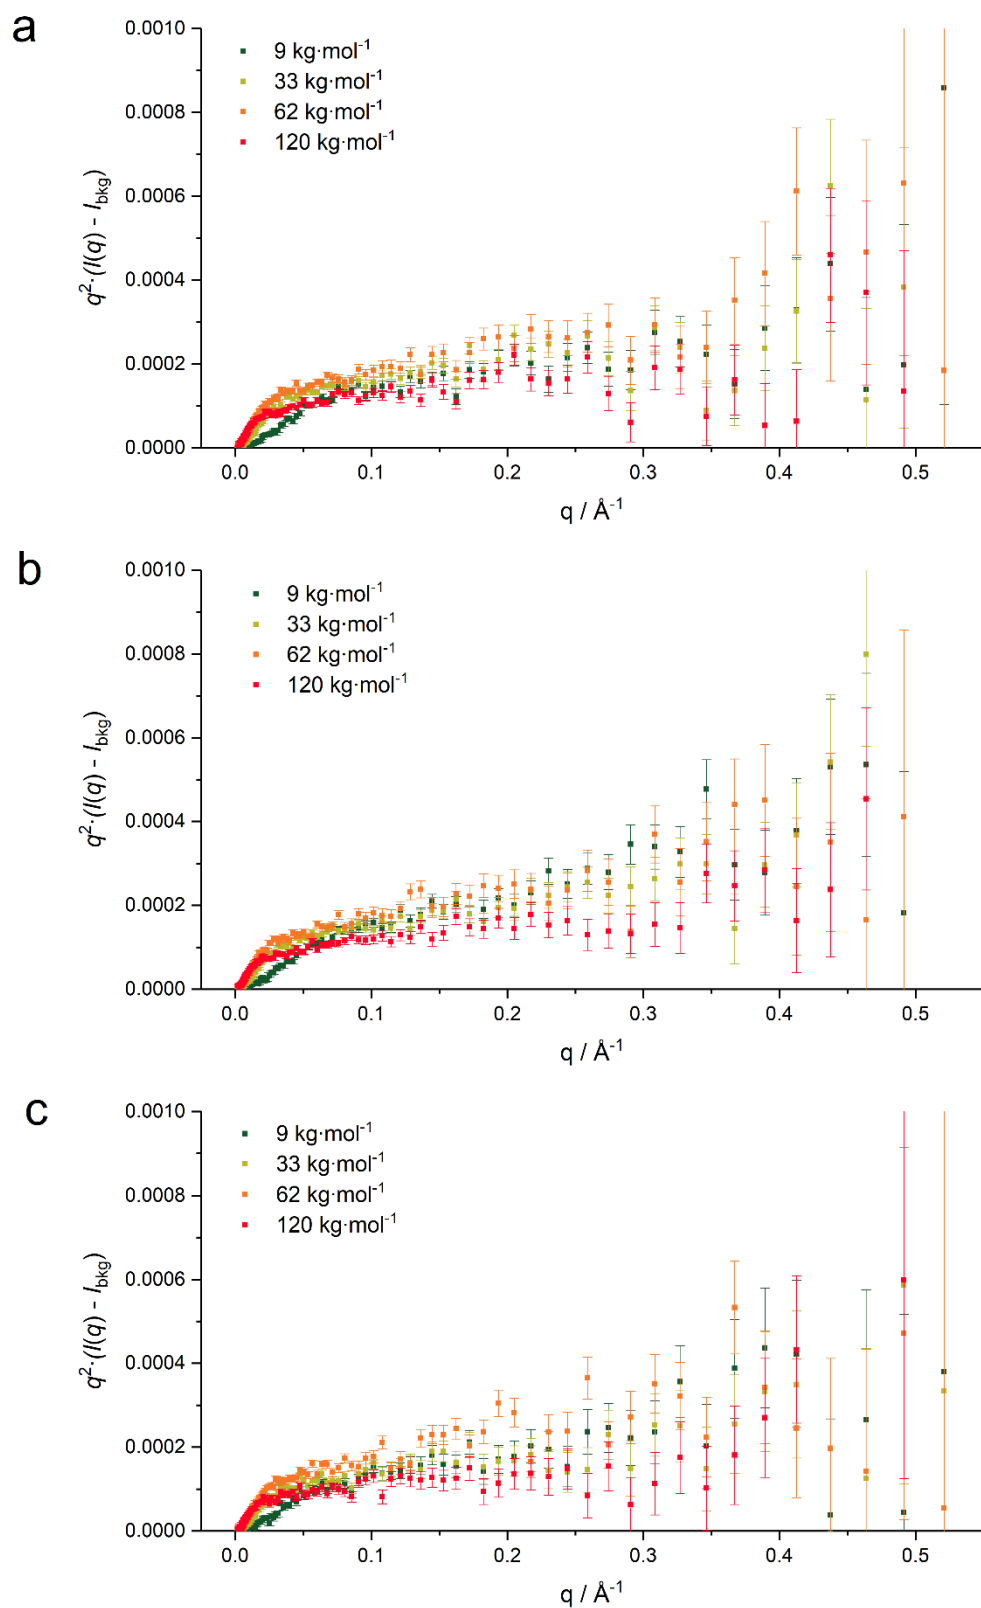 a
0.0010
0.0008
0.0006
0.0004
0.0002
0.0000
q²·(I(q) - I_bkg)
9 kg·mol⁻¹
33 kg·mol⁻¹
62 kg·mol⁻¹
120 kg·mol⁻¹
0.0 0.1 0.2 0.3 0.4 0.5
q / Å⁻¹
b
0.0010
0.0008
0.0006
0.0004
0.0002
0.0000
q²·(I(q) - I_bkg)
9 kg·mol⁻¹
33 kg·mol⁻¹
62 kg·mol⁻¹
120 kg·mol⁻¹
0.0 0.1 0.2 0.3 0.4 0.5
q / Å⁻¹
c
0.0010
0.0008
0.0006
0.0004
0.0002
0.0000
q²·(I(q) - I_bkg)
9 kg·mol⁻¹
33 kg·mol⁻¹
62 kg·mol⁻¹
120 kg·mol⁻¹
0.0 0.1 0.2 0.3 0.4 0.5
q / Å⁻¹